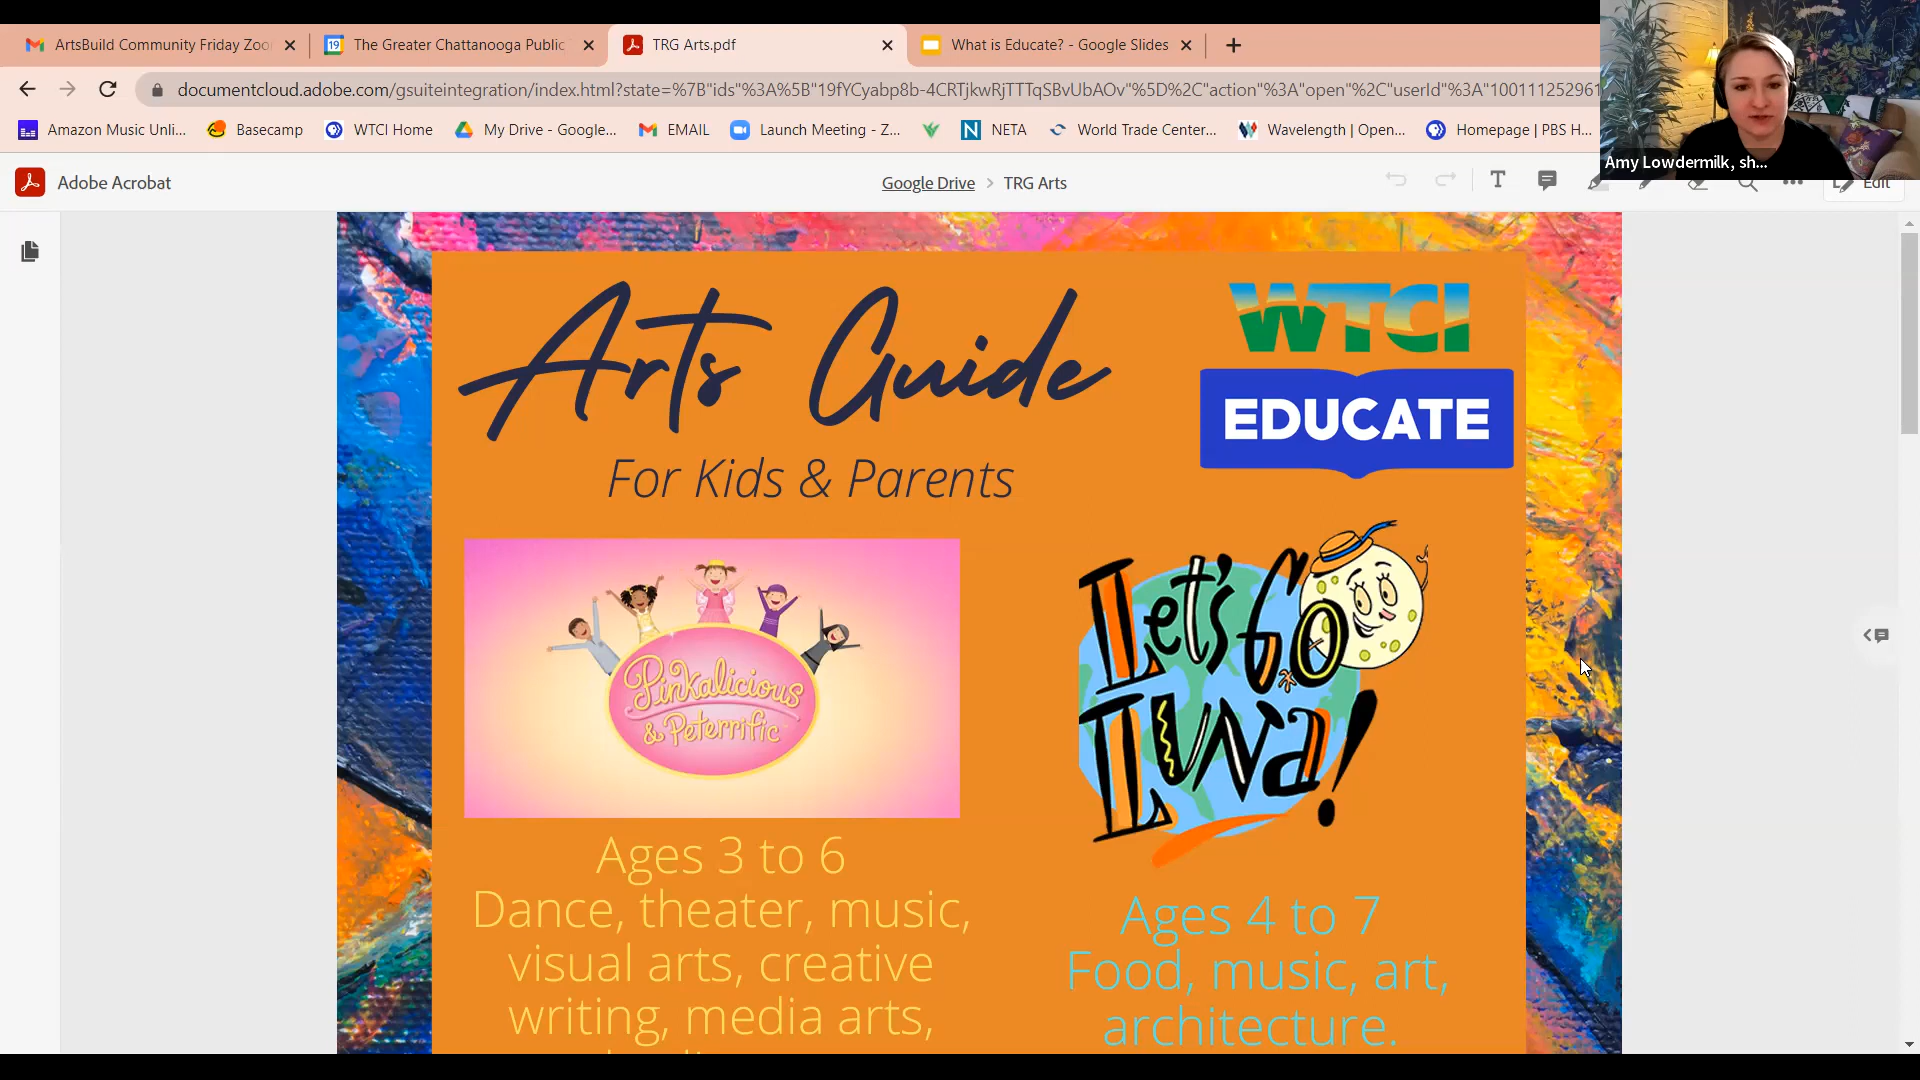 ArtsBuild Community Friday Zoo
19 The Greater Chattanooga Public
TRG Arts.pdf
What is Educate? - Google Slides
documentcloud.adobe.com/gsuiteintegration/index.html?state=%7B"ids"%3A%5B"19fYCyabp8b-4CRTjkwRjTTTqSBvUbAOv"%5D%2C"action"%3A"open"%2C"userId"%3A"100111252961
Amazon Music Unli...
Basecamp
WTCI Home
My Drive - Google...
EMAIL
Launch Meeting - Z...
NETA
World Trade Center...
Wavelength | Open...
Homepage | PBS H...
Amy Lowdermilk, sh...
Adobe Acrobat
Google Drive > TRG Arts
Edit
Arts Guide
For Kids & Parents
WTCI
EDUCATE
Pinkalicious
& Peterrific
Let's Go
Luna!
Ages 3 to 6
Dance, theater, music,
visual arts, creative
writing, media arts,
Ages 4 to 7
Food, music, art,
architecture.